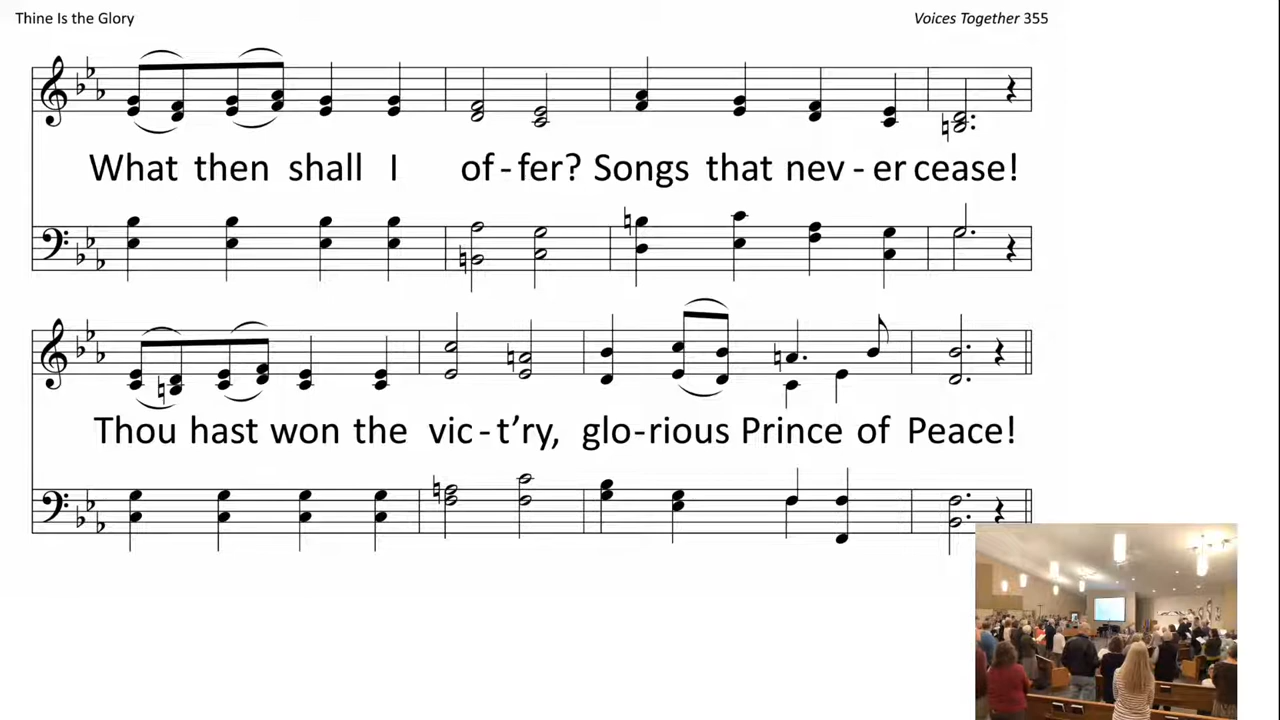 Thine Is the Glory
Voices Together 355
What then shall I of-fer? Songs that nev-er cease!
Thou hast won the vic-t’ry, glo-rious Prince of Peace!